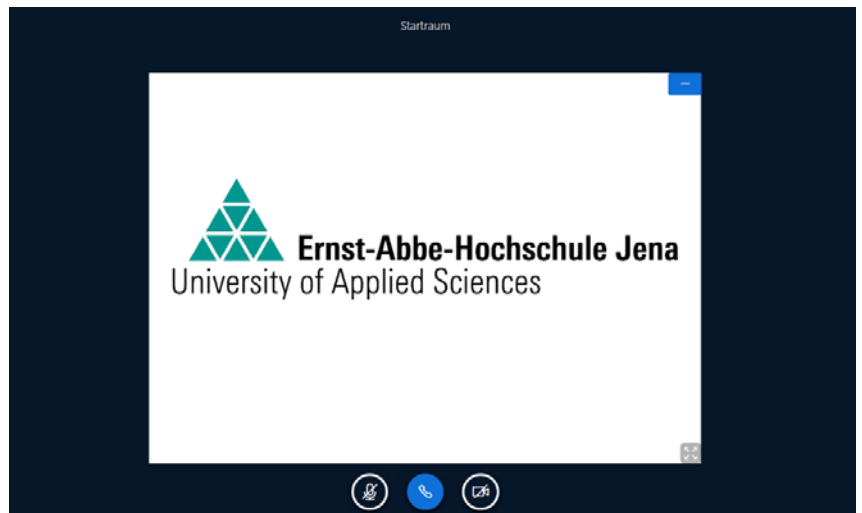 Startraum
Ernst-Abbe-Hochschule Jena
University of Applied Sciences